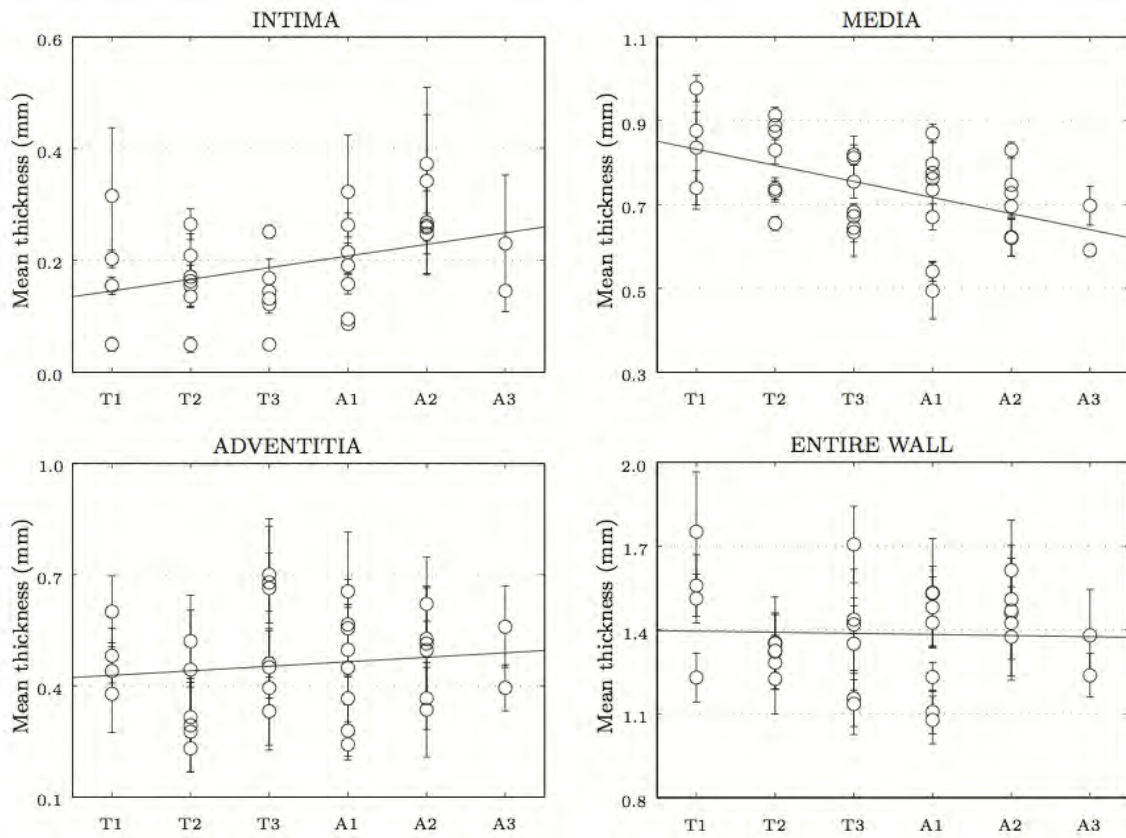 INTIMA
Mean thickness (mm)
0.6
0.4
0.2
0.0
T1 T2 T3 A1 A2 A3
MEDIA
Mean thickness (mm)
1.1
0.9
0.7
0.5
0.3
T1 T2 T3 A1 A2 A3
ADVENTITIA
Mean thickness (mm)
1.0
0.7
0.4
0.1
T1 T2 T3 A1 A2 A3
ENTIRE WALL
Mean thickness (mm)
2.0
1.7
1.4
1.1
0.8
T1 T2 T3 A1 A2 A3